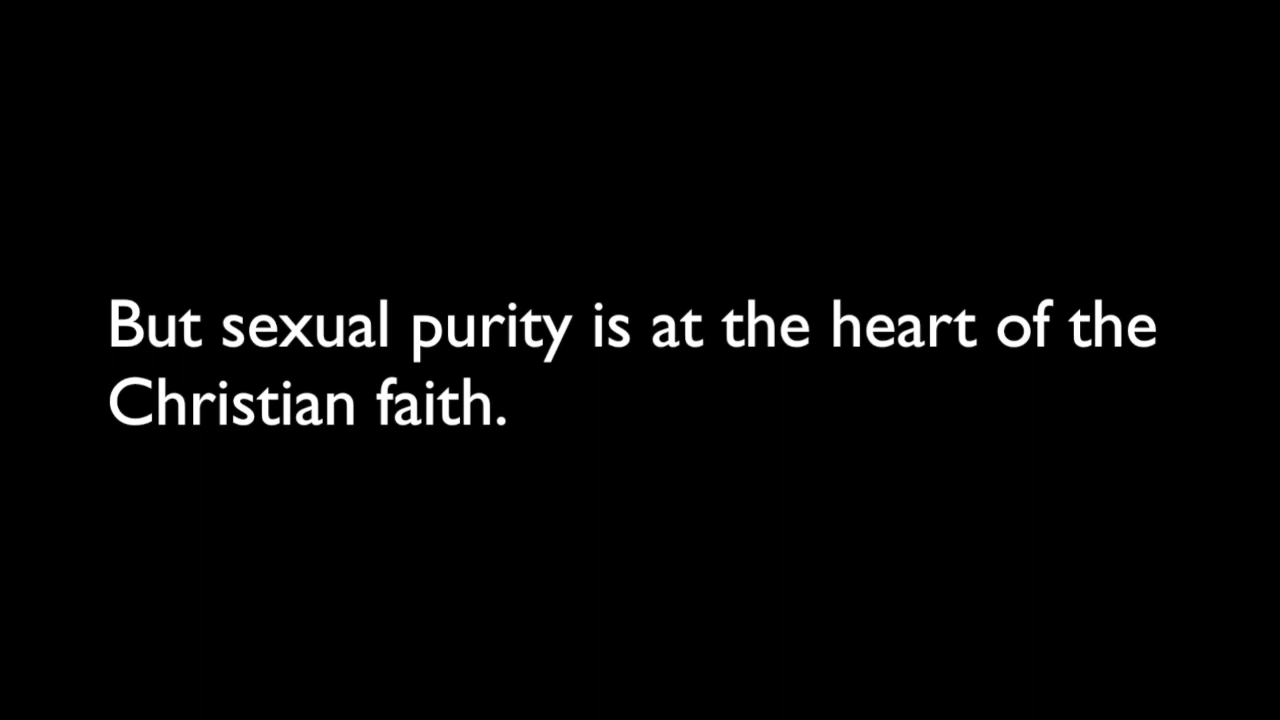 But sexual purity is at the heart of the
Christian faith.